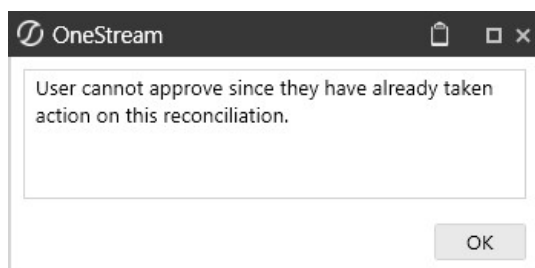 OneStream
User cannot approve since they have already taken
action on this reconciliation.
OK